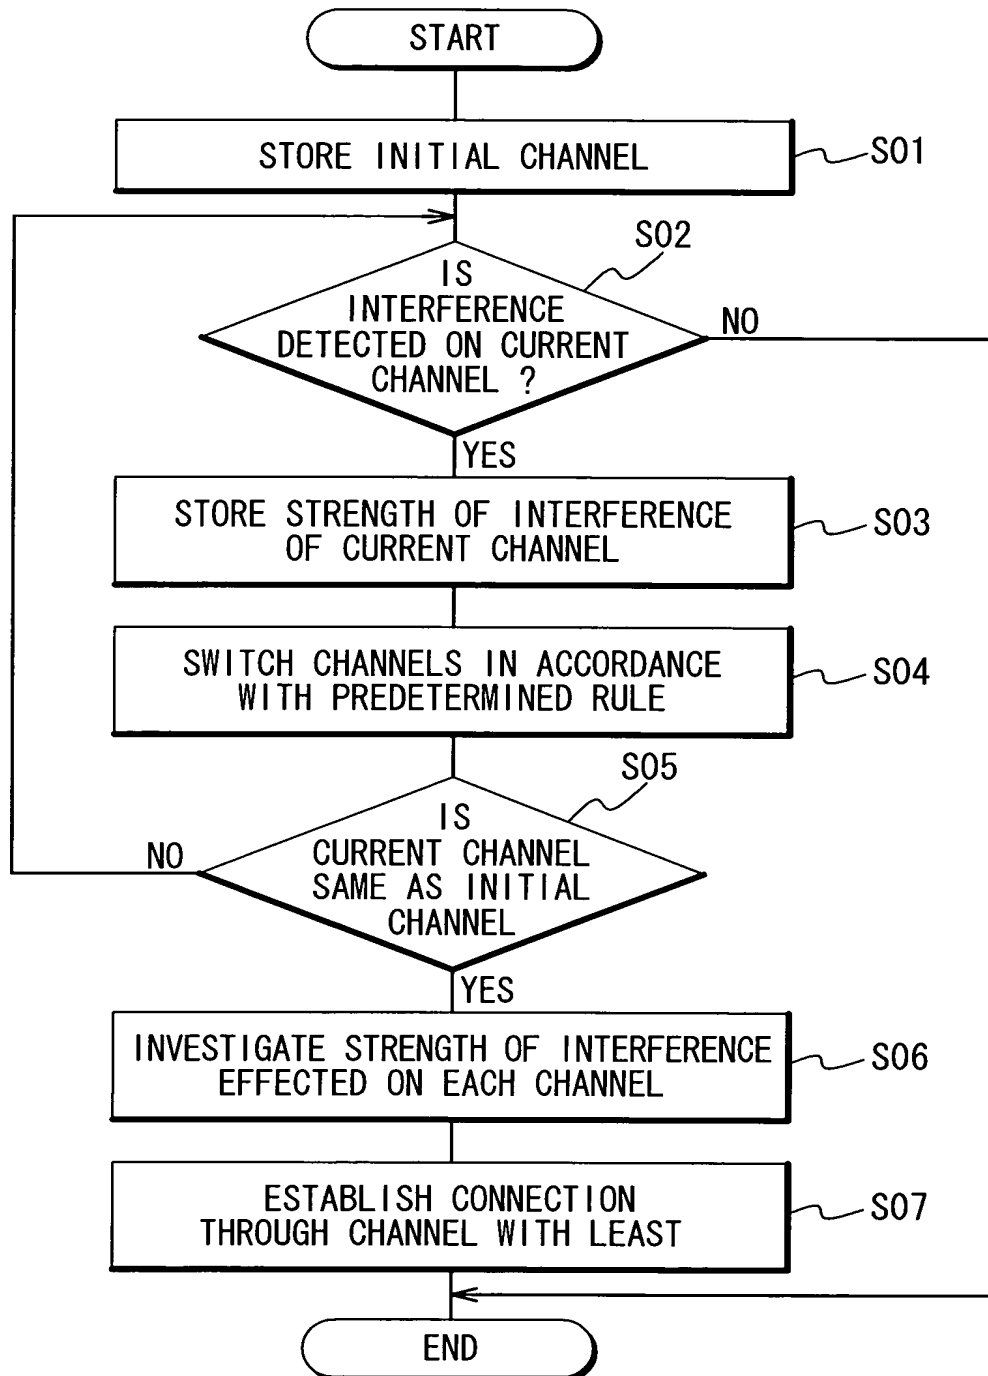 START
STORE INITIAL CHANNEL
S01
S02
IS
INTERFERENCE
DETECTED ON CURRENT
CHANNEL ?
NO
YES
STORE STRENGTH OF INTERFERENCE
OF CURRENT CHANNEL
S03
SWITCH CHANNELS IN ACCORDANCE
WITH PREDETERMINED RULE
S04
S05
IS
CURRENT CHANNEL
SAME AS INITIAL
CHANNEL
NO
YES
INVESTIGATE STRENGTH OF INTERFERENCE
EFFECTED ON EACH CHANNEL
S06
ESTABLISH CONNECTION
THROUGH CHANNEL WITH LEAST
S07
END